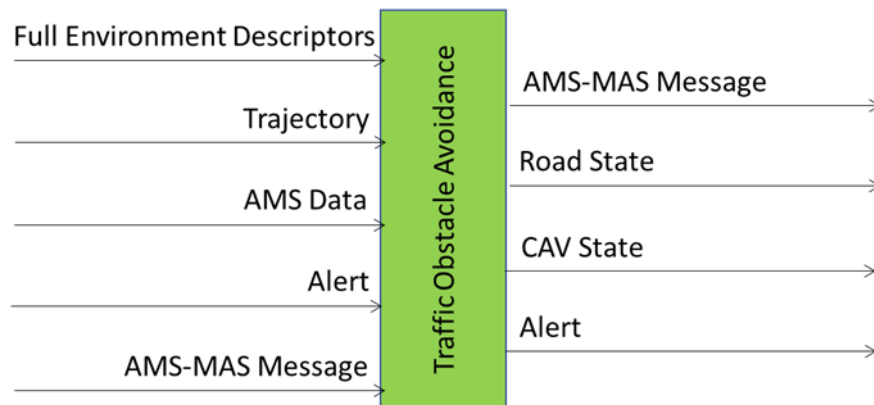 Full Environment Descriptors
Trajectory
AMS Data
Alert
AMS-MAS Message
Traffic Obstacle Avoidance
AMS-MAS Message
Road State
CAV State
Alert